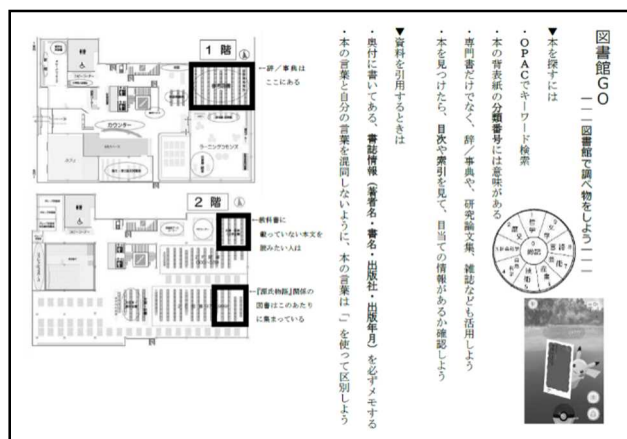 図書館GO
――図書館で調べ物をしよう――
▼本を探すには
・OPACでキーワード検索
・本の背表紙の分類番号には意味がある
・専門書だけでなく、辞/事典や、研究論文集、雑誌なども活用しよう
・本を見つけたら、目次や索引を見て、目当ての情報があるか確認しよう
▼資料を引用するときは
・奥付に書いてある、書誌情報(著者名・書名・出版社・出版年月)を必ずメモする
・本の言葉と自分の言葉を混同しないように、本の言葉は「」を使って区別しよう
1階
辞/事典は
ここにある
カウンター
ラーニングコモンズ
2階
教科書に
載っていない本文を
読みたい人は
『源氏物語』関係の
図書はこのあたり
に集まっている